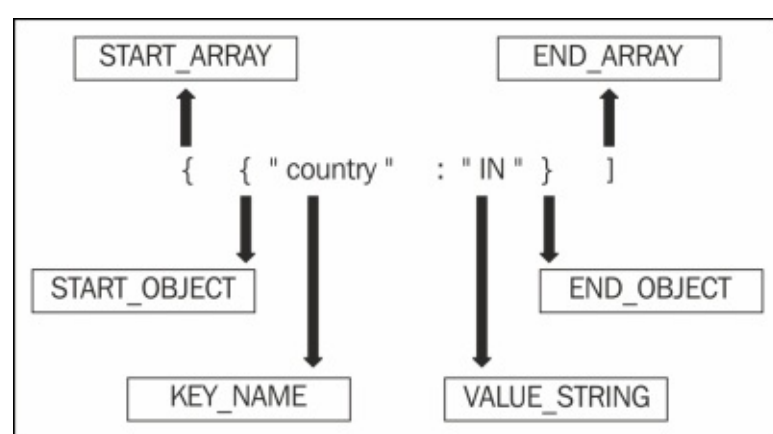 START_ARRAY END_ARRAY
{ { " country " : " IN " } ]
START_OBJECT END_OBJECT
KEY_NAME VALUE_STRING